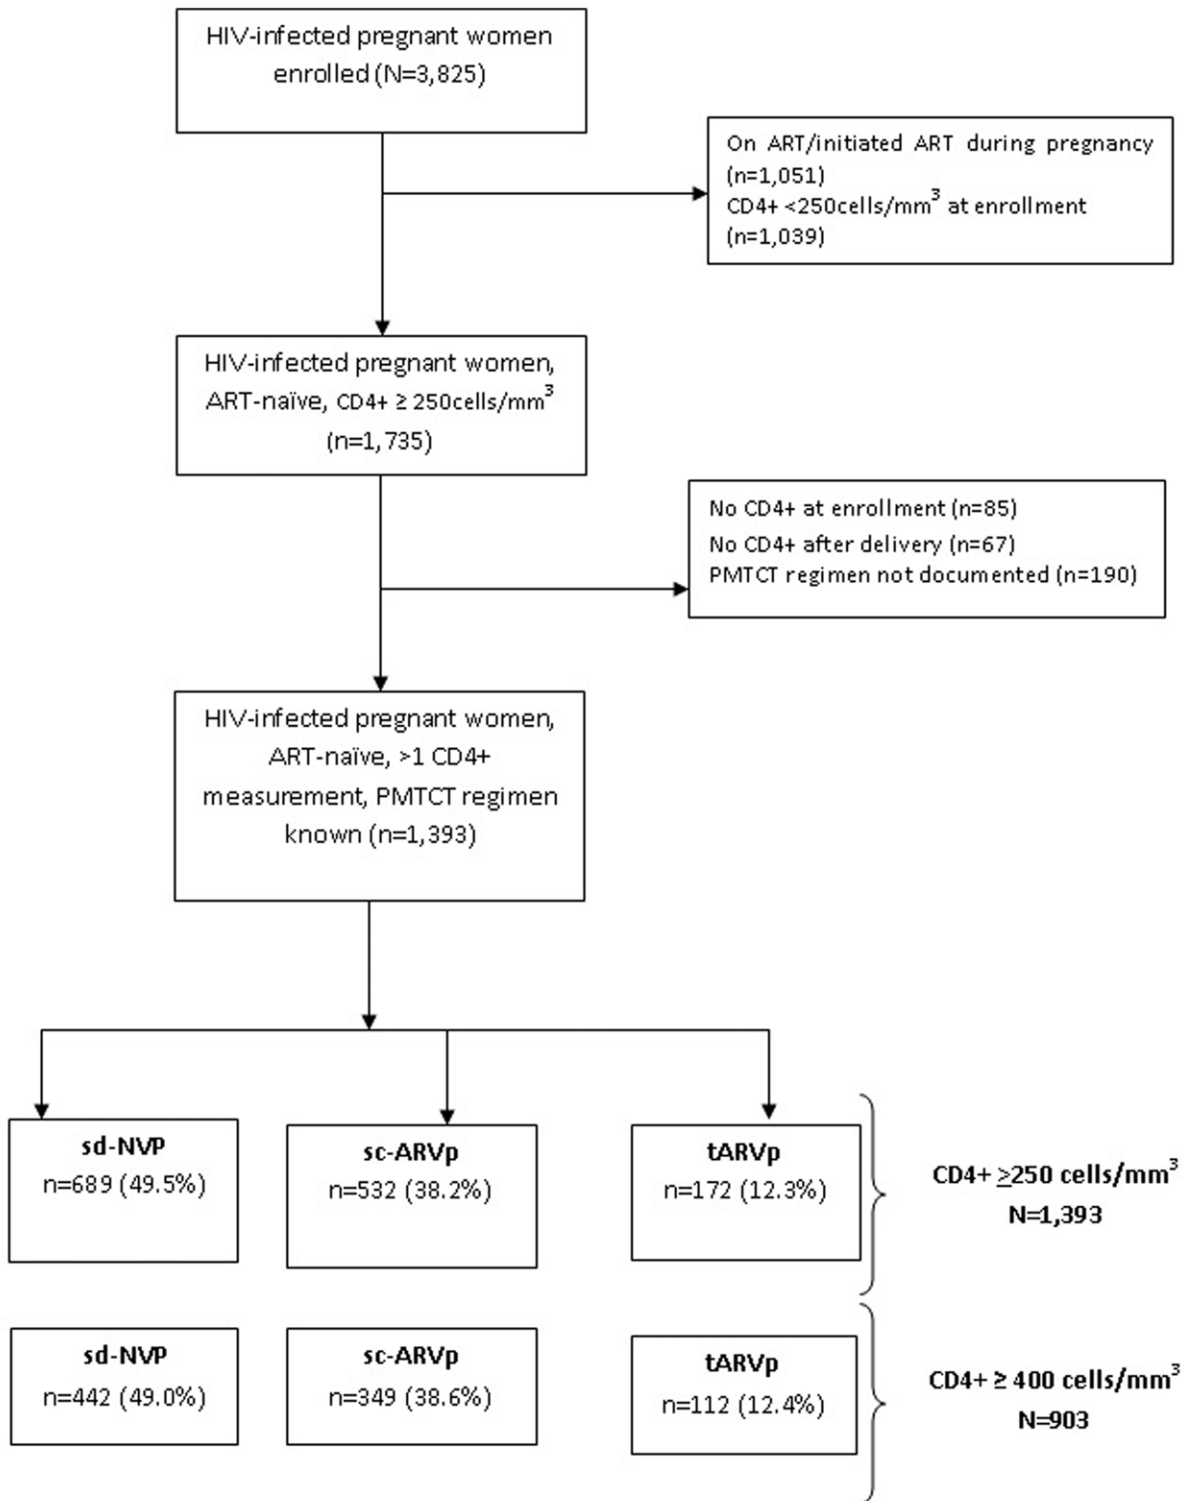 HIV-infected pregnant women
enrolled (N=3,825)
On ART/initiated ART during pregnancy
(n=1,051)
CD4+ <250cells/mm³ at enrollment
(n=1,039)
HIV-infected pregnant women,
ART-naïve, CD4+ ≥ 250cells/mm³
(n=1,735)
No CD4+ at enrollment (n=85)
No CD4+ after delivery (n=67)
PMTCT regimen not documented (n=190)
HIV-infected pregnant women,
ART-naïve, >1 CD4+
measurement, PMTCT regimen
known (n=1,393)
sd-NVP
n=689 (49.5%)
sc-ARVp
n=532 (38.2%)
tARVp
n=172 (12.3%)
CD4+ ≥250 cells/mm³
N=1,393
sd-NVP
n=442 (49.0%)
sc-ARVp
n=349 (38.6%)
tARVp
n=112 (12.4%)
CD4+ ≥ 400 cells/mm³
N=903